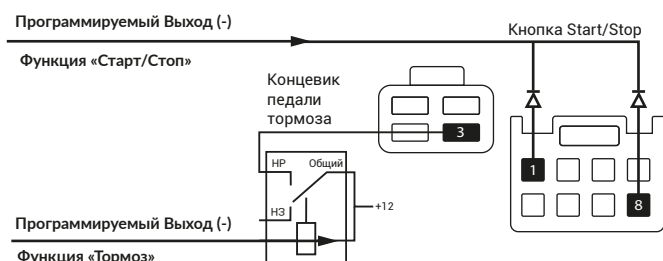 Программируемый Выход (-)
Кнопка Start/Stop
Функция «Старт/Стоп»
Концевик
педали
тормоза
3
1
НР Общий
+12
НЗ
8
Программируемый Выход (-)
Функция «Тормоз»